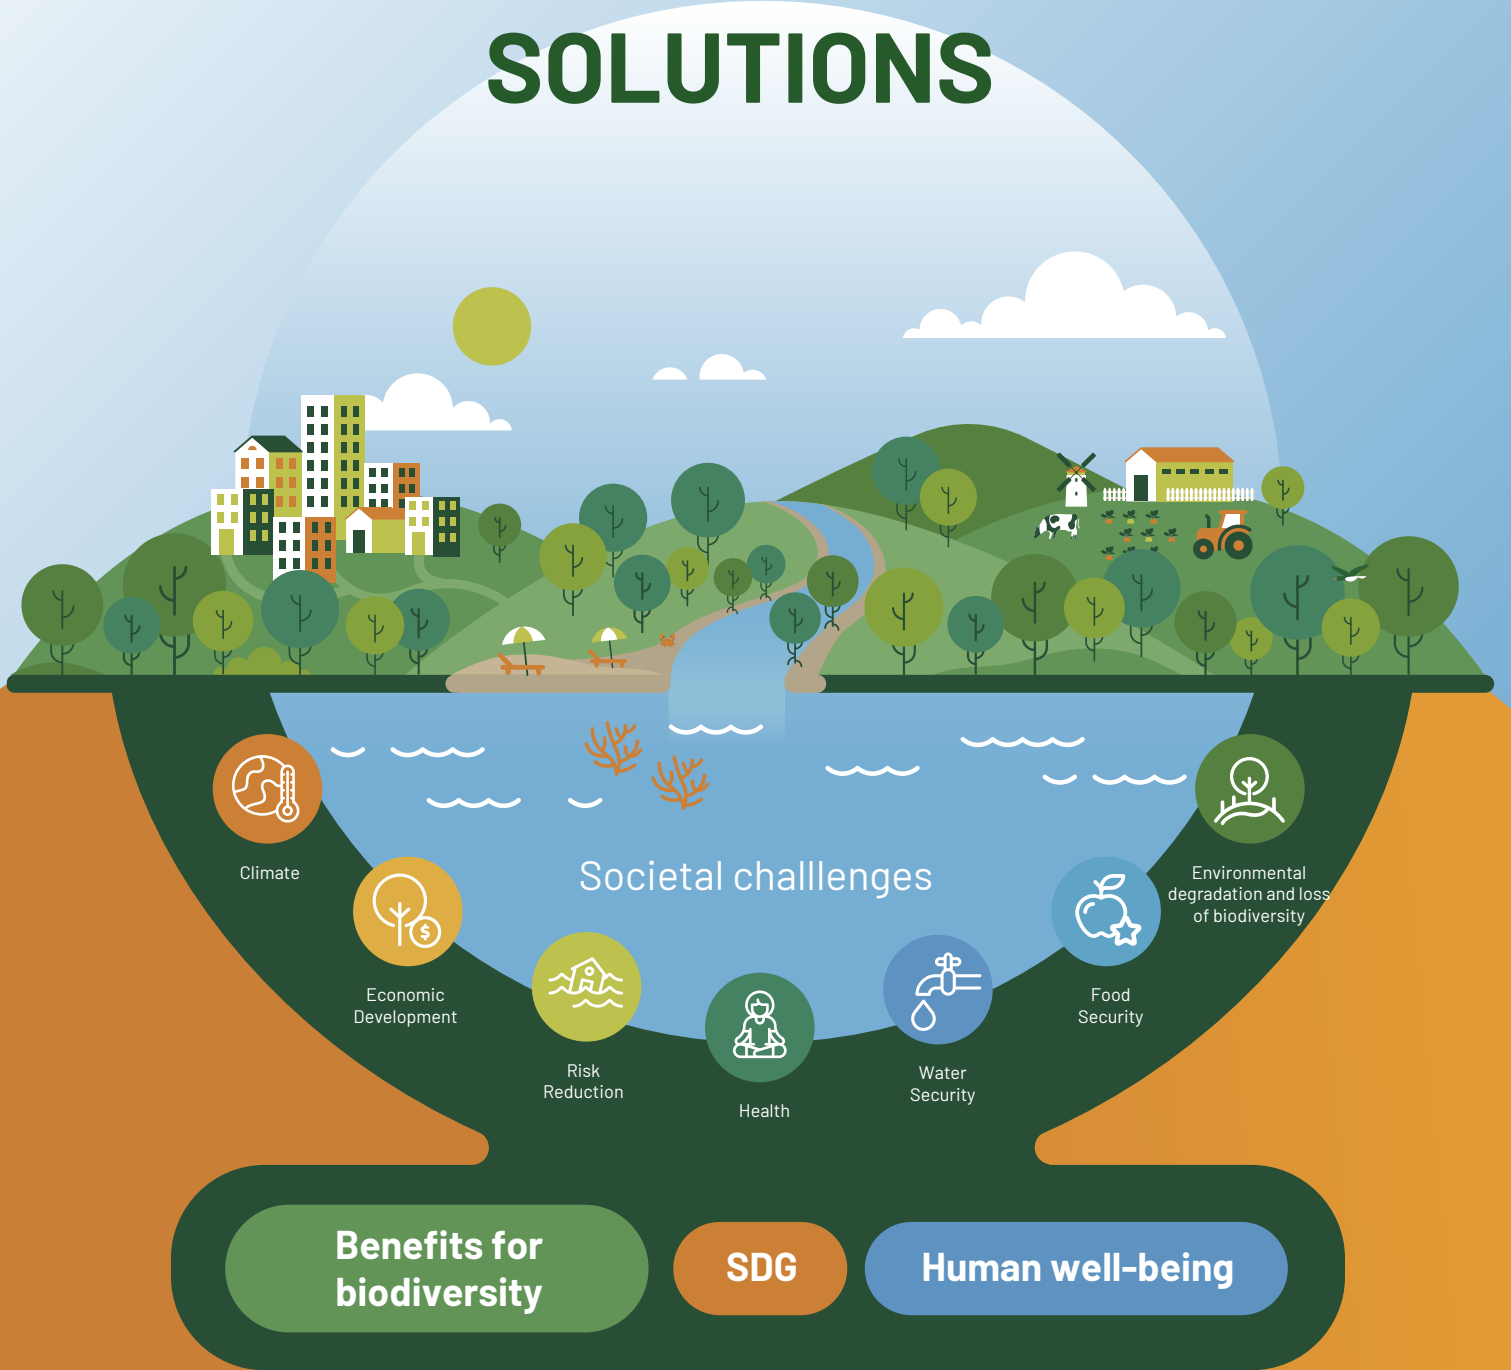 SOLUTIONS
Societal challlenges
Climate
Economic
Development
Risk
Reduction
Health
Water
Security
Food
Security
Environmental
degradation and loss
of biodiversity
$
Benefits for
biodiversity
SDG
Human well-being